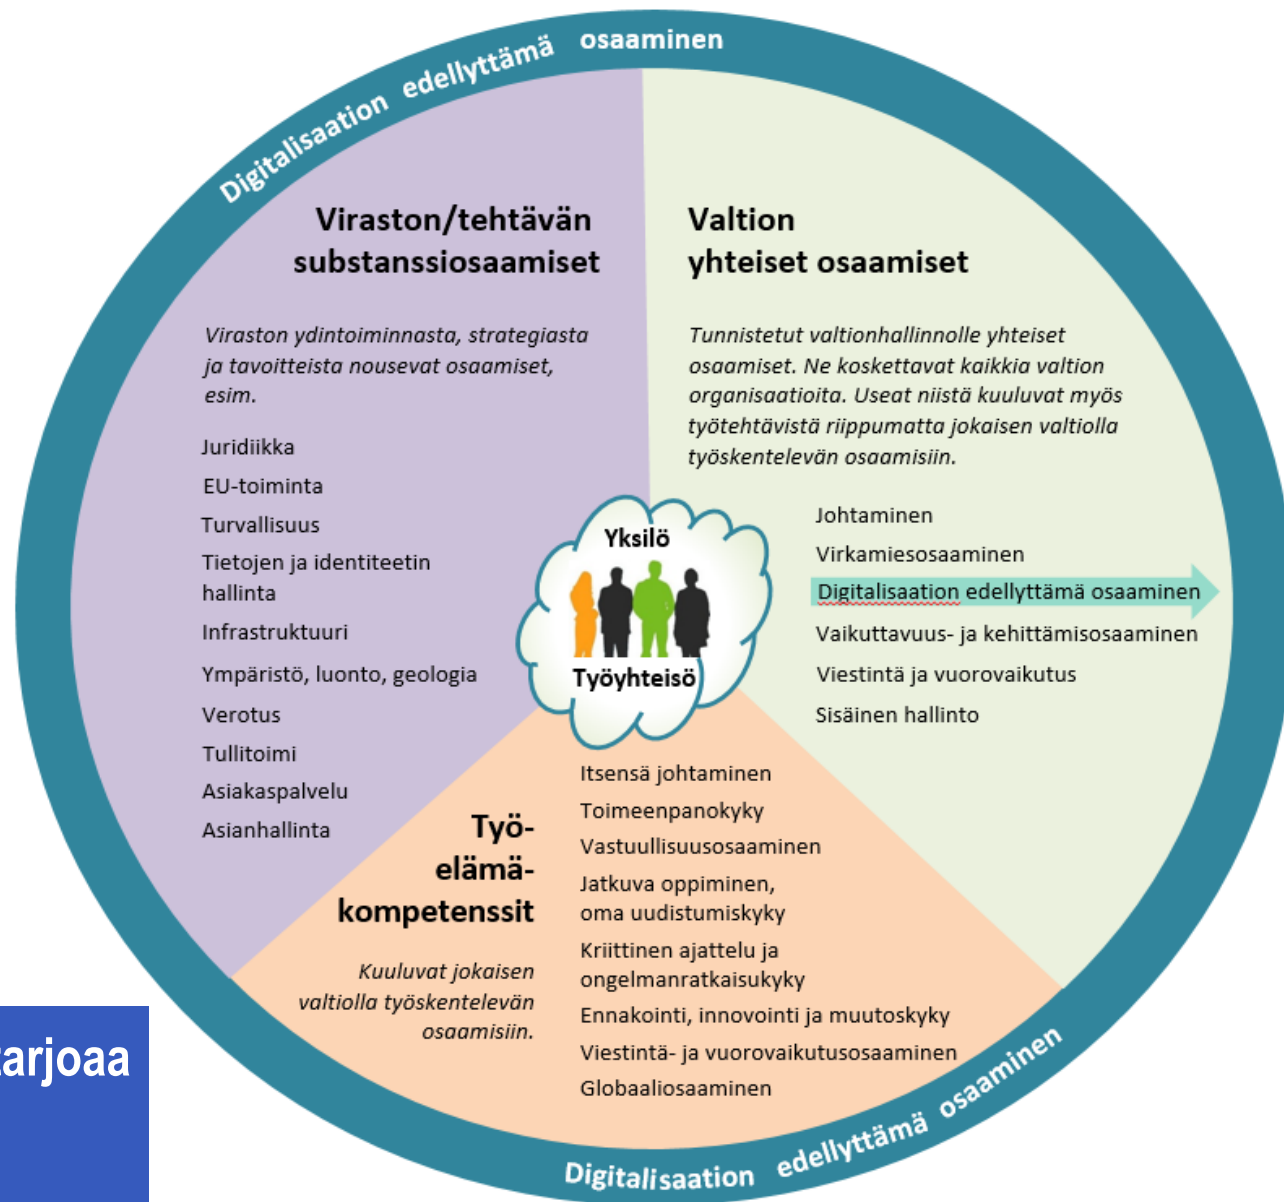 Digitalisaation edellyttämä osaaminen
Viraston/tehtävän
substanssiosaamiset
Viraston ydintoiminnasta, strategiasta
ja tavoitteista nousevat osaamiset,
esim.
Juridiikka
EU-toiminta
Turvallisuus
Tietojen ja identiteetin
hallinta
Infrastruktuuri
Ympäristö, luonto, geologia
Verotus
Tullitoimi
Asiakaspalvelu
Asianhallinta
Valtion
yhteiset osaamiset
Tunnistetut valtionhallinnolle yhteiset
osaamiset. Ne koskettavat kaikkia valtion
organisaatioita. Useat niistä kuuluvat myös
työtehtävistä riippumatta jokaisen valtiolla
työskentelevän osaamisiin.
Johtaminen
Virkamiesosaaminen
Digitalisaation edellyttämä osaaminen
Vaikuttavuus- ja kehittämisosaaminen
Viestintä ja vuorovaikutus
Sisäinen hallinto
Yksilö
Työyhteisö
Työ-
elämä-
kompetenssit
Kuuluvat jokaisen
valtiolla työskentelevän
osaamisiin.
Itsensä johtaminen
Toimeenpanokyky
Vastuullisuusosaaminen
Jatkuva oppiminen,
oma uudistumiskyky
Kriittinen ajattelu ja
ongelmanratkaisukyky
Ennakointi, innovointi ja muutoskyky
Viestintä- ja vuorovaikutusosaaminen
Globaaliosaaminen
Digitalisaation edellyttämä osaaminen
tarjoaa